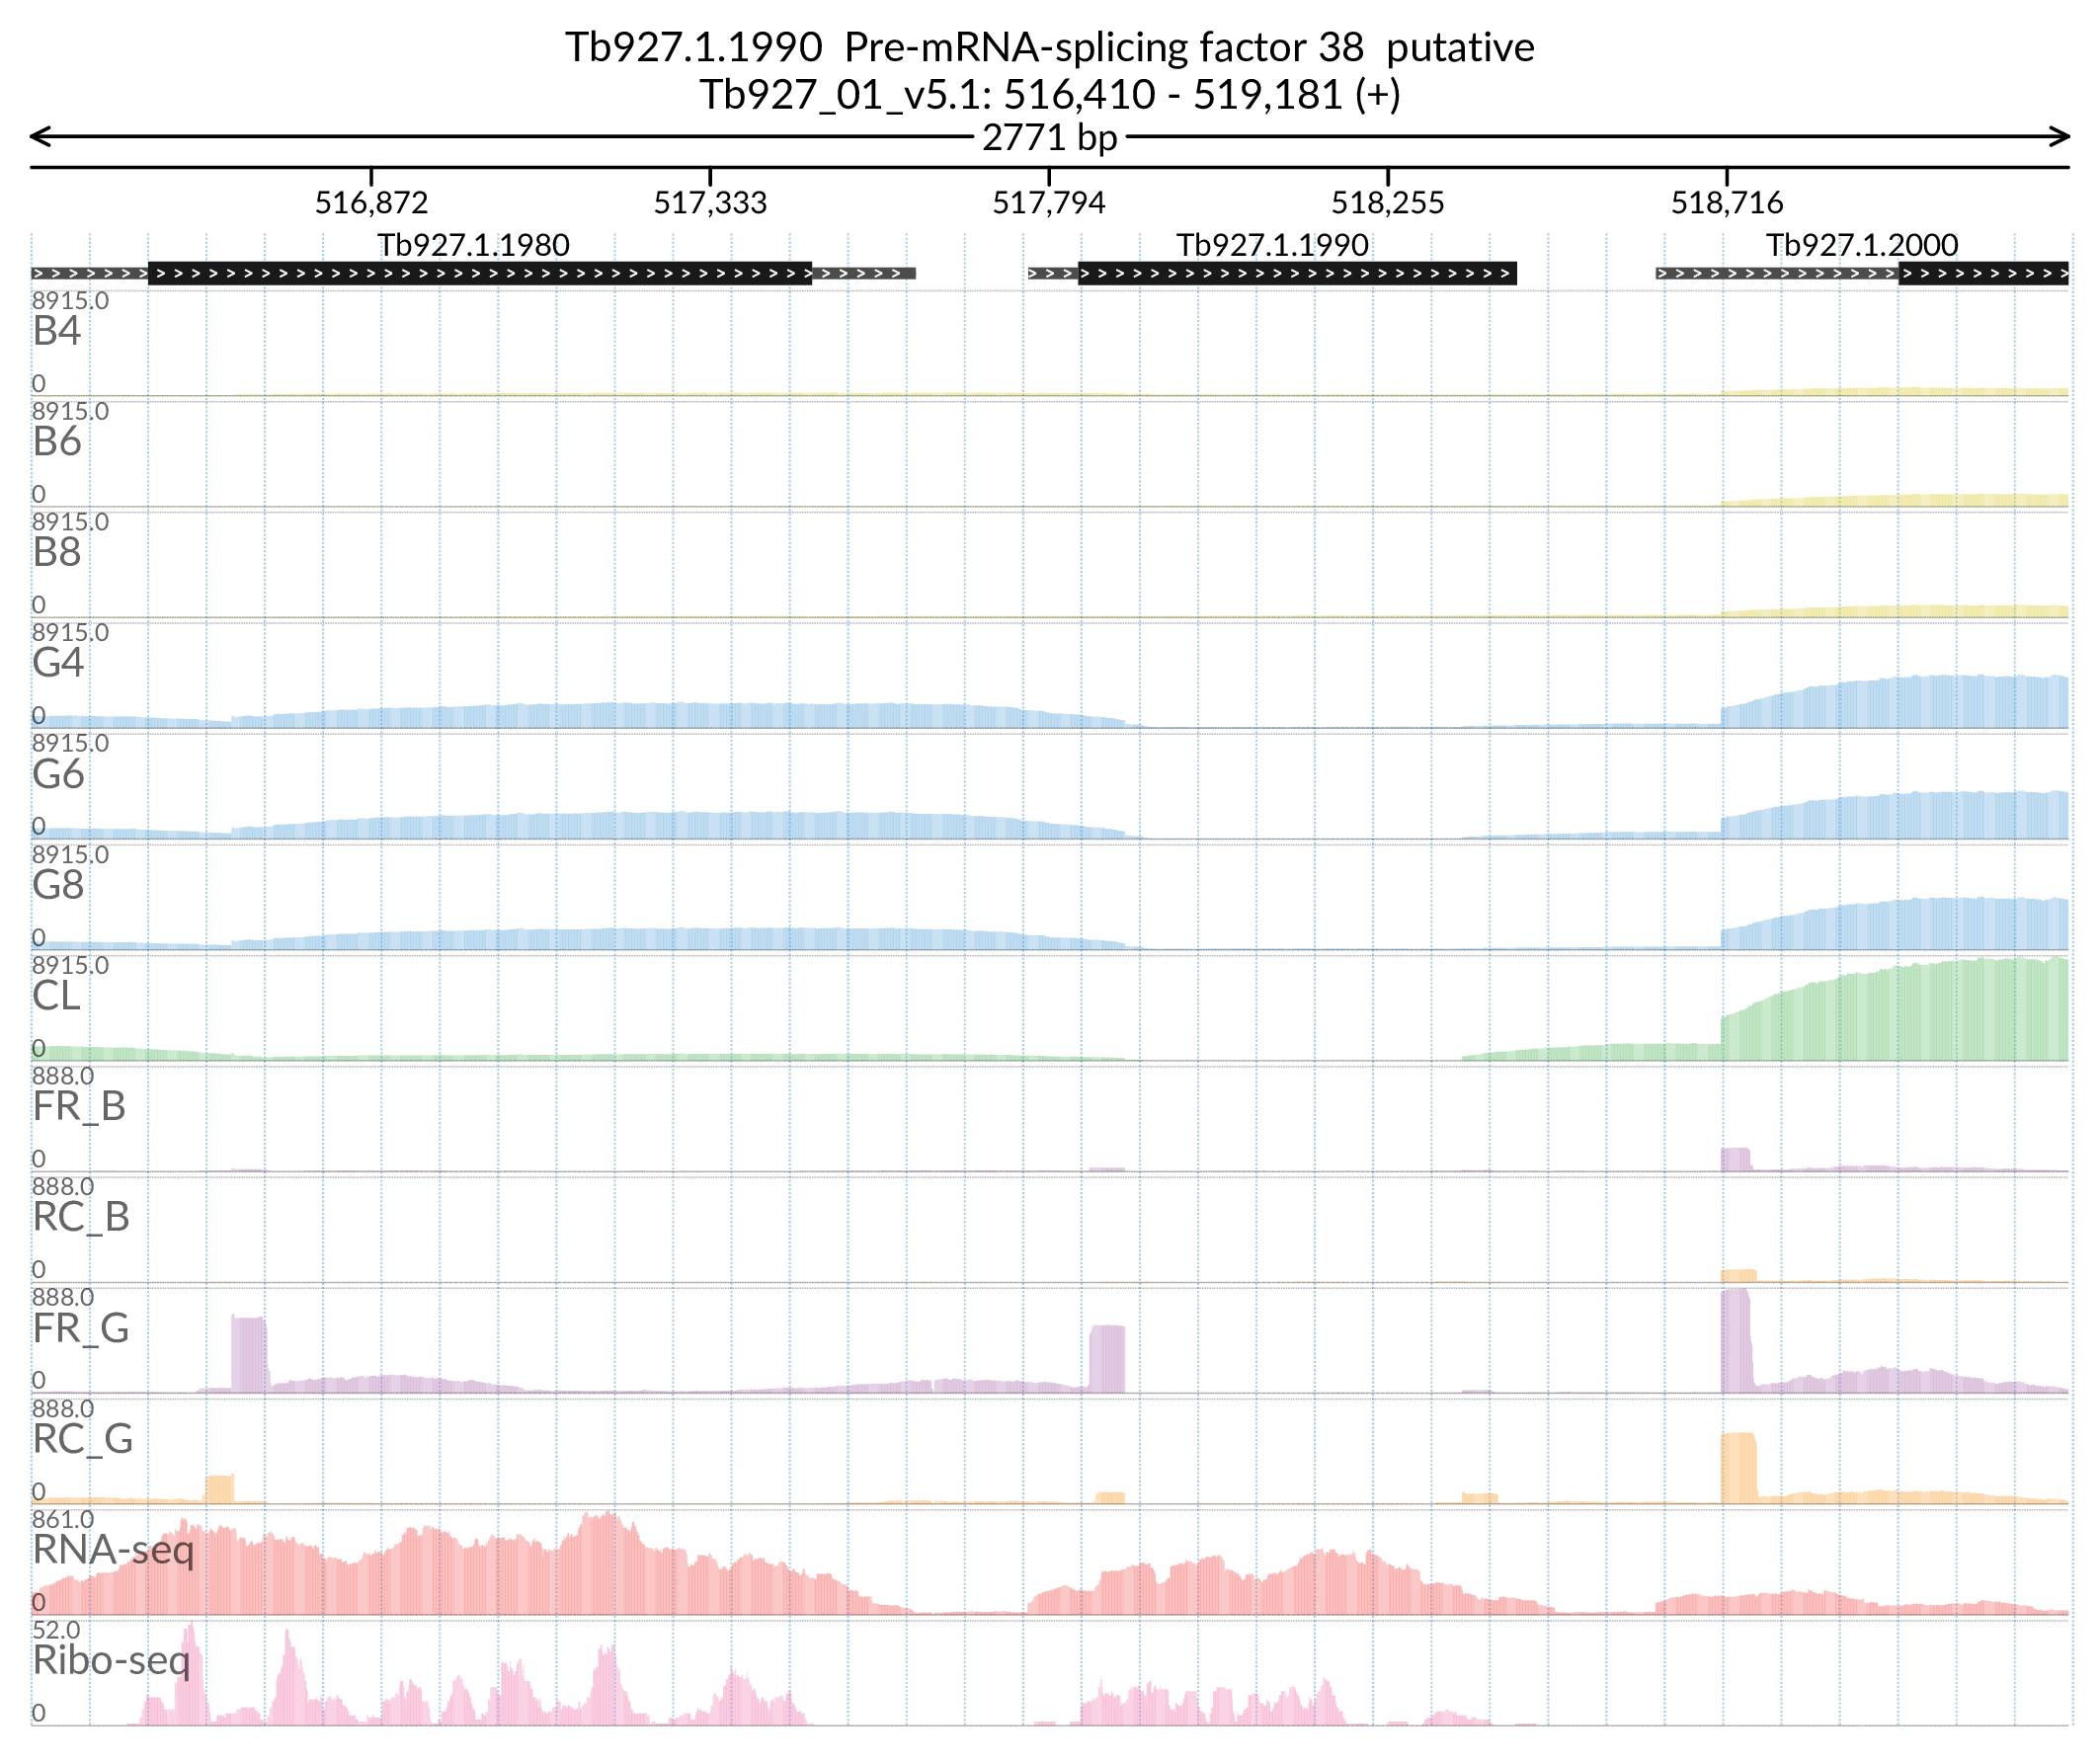 Tb927.1.1990 Pre-mRNA-splicing factor 38 putative
Tb927_01_v5.1: 516,410 - 519,181 (+)
2771 bp
516,872 517,333 517,794 518,255 518,716
Tb927.1.1980 Tb927.1.1990 Tb927.1.2000
8915.0
B4
0
8915.0
B6
0
8915.0
B8
0
8915.0
G4
0
8915.0
G6
0
8915.0
G8
0
8915.0
CL
0
888.0
FR_B
0
888.0
RC_B
0
888.0
FR_G
0
888.0
RC_G
0
861.0
RNA-seq
0
52.0
Ribo-seq
0